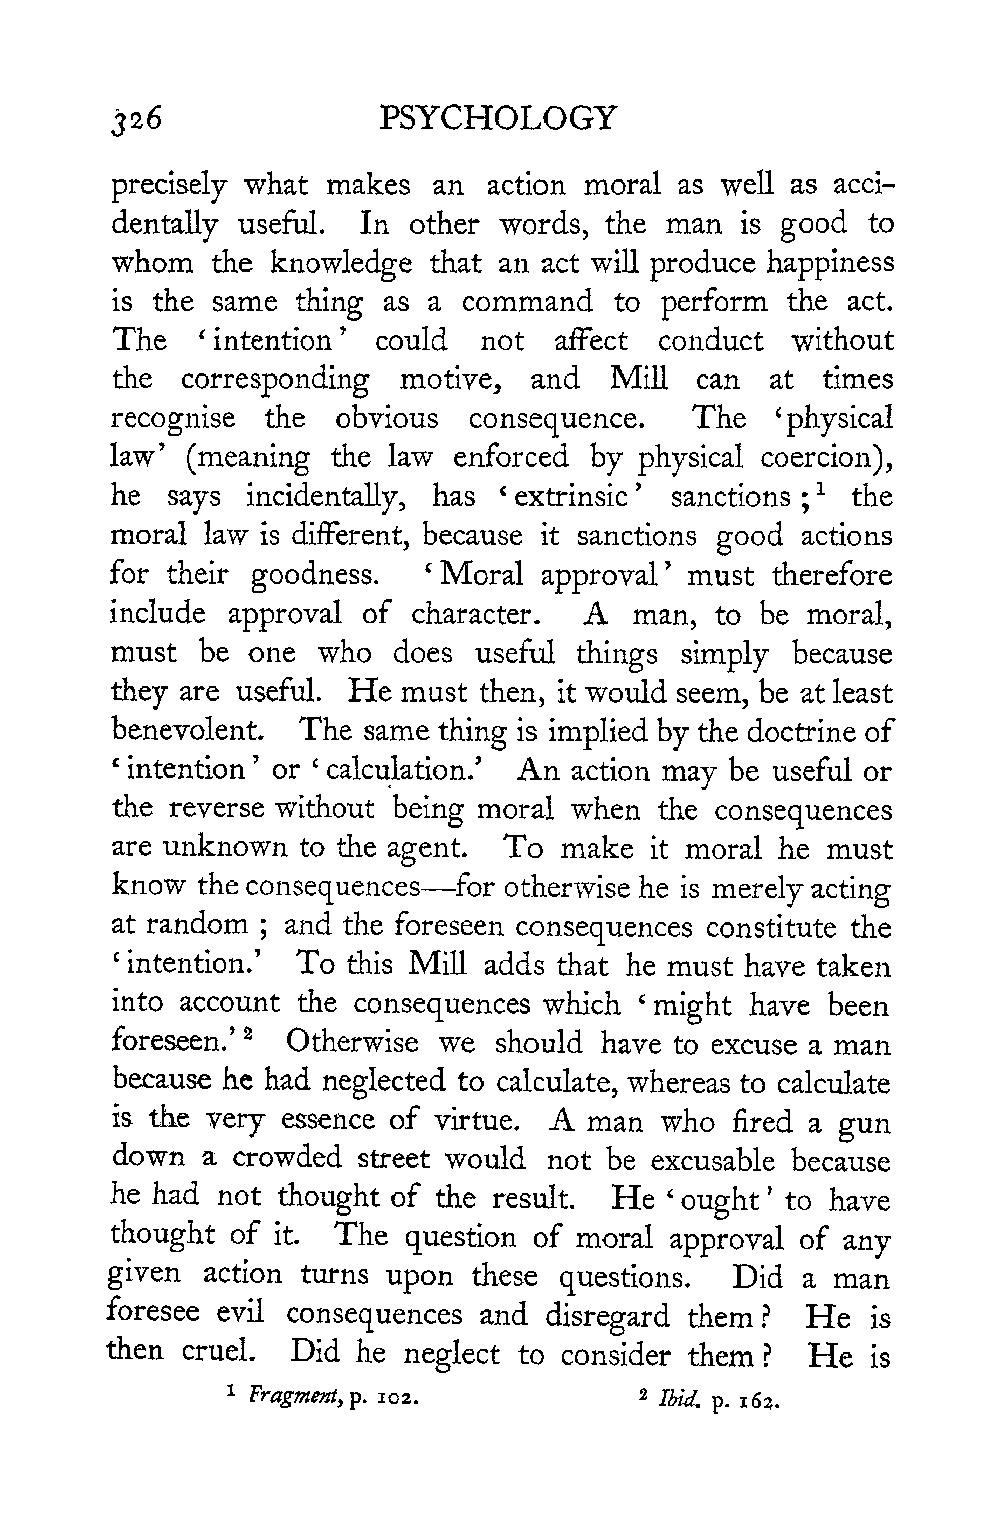 326 PSYCHOLOGY
precisely what makes an action moral as well as acci-
dentally useful. In other words, the man is good to
whom the knowledge that an act will produce happiness
is the same thing as a command to perform the act.
The ‘intention’ could not affect conduct without
the corresponding motive, and Mill can at times
recognise the obvious consequence. The ‘physical
law’ (meaning the law enforced by physical coercion),
he says incidentally, has ‘extrinsic’ sanctions;¹ the
moral law is different, because it sanctions good actions
for their goodness. ‘Moral approval’ must therefore
include approval of character. A man, to be moral,
must be one who does useful things simply because
they are useful. He must then, it would seem, be at least
benevolent. The same thing is implied by the doctrine of
‘intention’ or ‘calculation.’ An action may be useful or
the reverse without being moral when the consequences
are unknown to the agent. To make it moral he must
know the consequences—for otherwise he is merely acting
at random; and the foreseen consequences constitute the
‘intention.’ To this Mill adds that he must have taken
into account the consequences which ‘might have been
foreseen.’² Otherwise we should have to excuse a man
because he had neglected to calculate, whereas to calculate
is the very essence of virtue. A man who fired a gun
down a crowded street would not be excusable because
he had not thought of the result. He ‘ought’ to have
thought of it. The question of moral approval of any
given action turns upon these questions. Did a man
foresee evil consequences and disregard them? He is
then cruel. Did he neglect to consider them? He is
¹ Fragment, p. 102. ² Ibid. p.